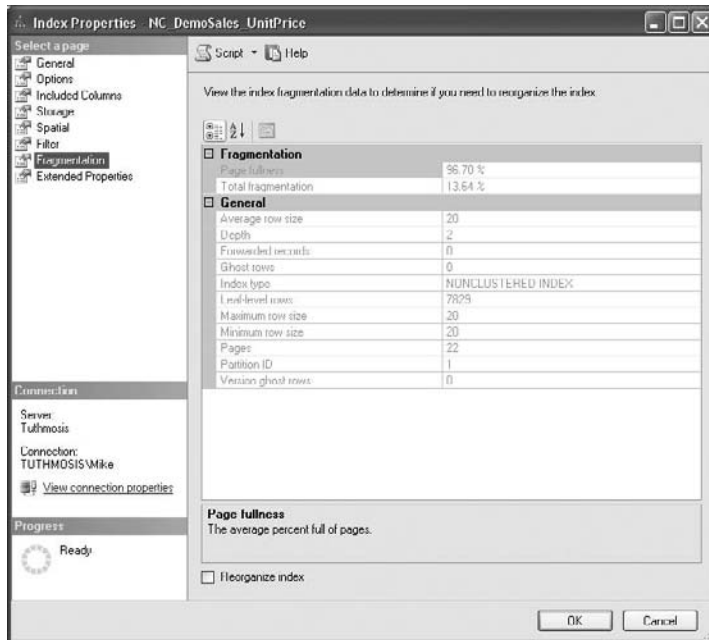 Index Properties - NC_DemoSales_UnitPrice
Select a page
General
Options
Included Columns
Storage
Spatial
Filter
Fragmentation
Extended Properties
Script
Help
View the index fragmentation data to determine if you need to reorganize the index.
Fragmentation
Page fullness 96.70 %
Total fragmentation 13.64 %
General
Average row size 20
Depth 2
Forwarded records 0
Ghost rows 0
Index type NONCLUSTERED INDEX
Leaf-level rows 7829
Maximum row size 20
Minimum row size 20
Pages 22
Partition ID 1
Version ghost rows 0
Connection
Server:
Tuthmosis
Connection:
TUTHMOSIS\Mike
View connection properties
Progress
Ready
Page fullness
The average percent full of pages.
Reorganize index
OK
Cancel